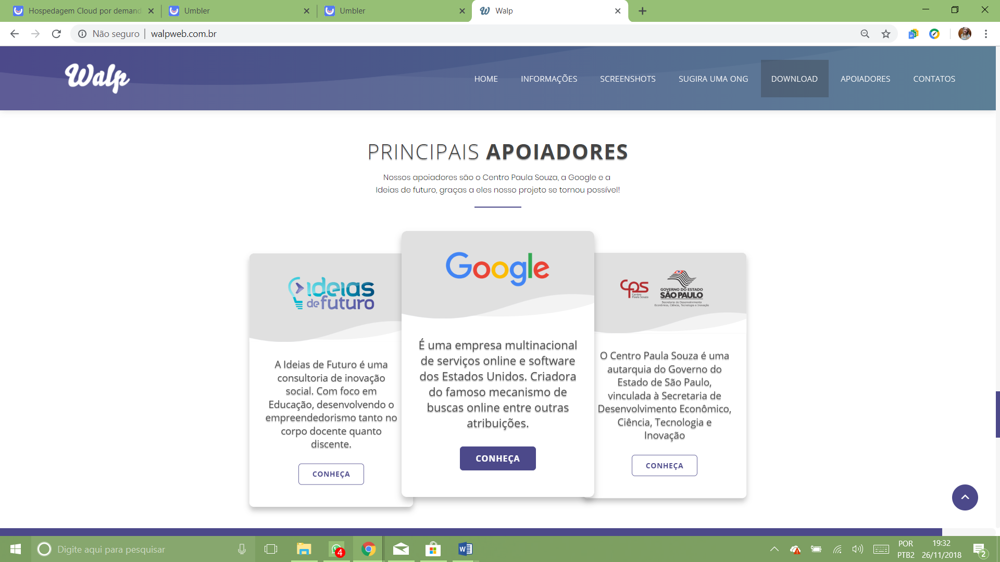 Hospedagem Cloud por demand
Umbler
Umbler
Walp
Não seguro | walpweb.com.br
Walp
HOME INFORMAÇÕES SCREENSHOTS SUGIRA UMA ONG DOWNLOAD APOIADORES CONTATOS
PRINCIPAIS APOIADORES
Nossos apoiadores são o Centro Paula Souza, a Google e a
Ideias de futuro, graças a eles nosso projeto se tornou possível!
ideias
de futuro
A Ideias de Futuro é uma
consultoria de inovação
social. Com foco em
Educação, desenvolvendo o
empreendedorismo tanto no
corpo docente quanto
discente.
CONHEÇA
Google
É uma empresa multinacional
de serviços online e software
dos Estados Unidos. Criadora
do famoso mecanismo de
buscas online entre outras
atribuições.
CONHEÇA
cps
Centro
Paula Souza
GOVERNO DO ESTADO
SÃO PAULO
Secretaria de Desenvolvimento
Econômico, Ciência, Tecnologia e Inovação
O Centro Paula Souza é uma
autarquia do Governo do
Estado de São Paulo,
vinculada à Secretaria de
Desenvolvimento Econômico,
Ciência, Tecnologia e
Inovação
CONHEÇA
Digite aqui para pesquisar
4
W
POR
PTB2
19:32
26/11/2018
2